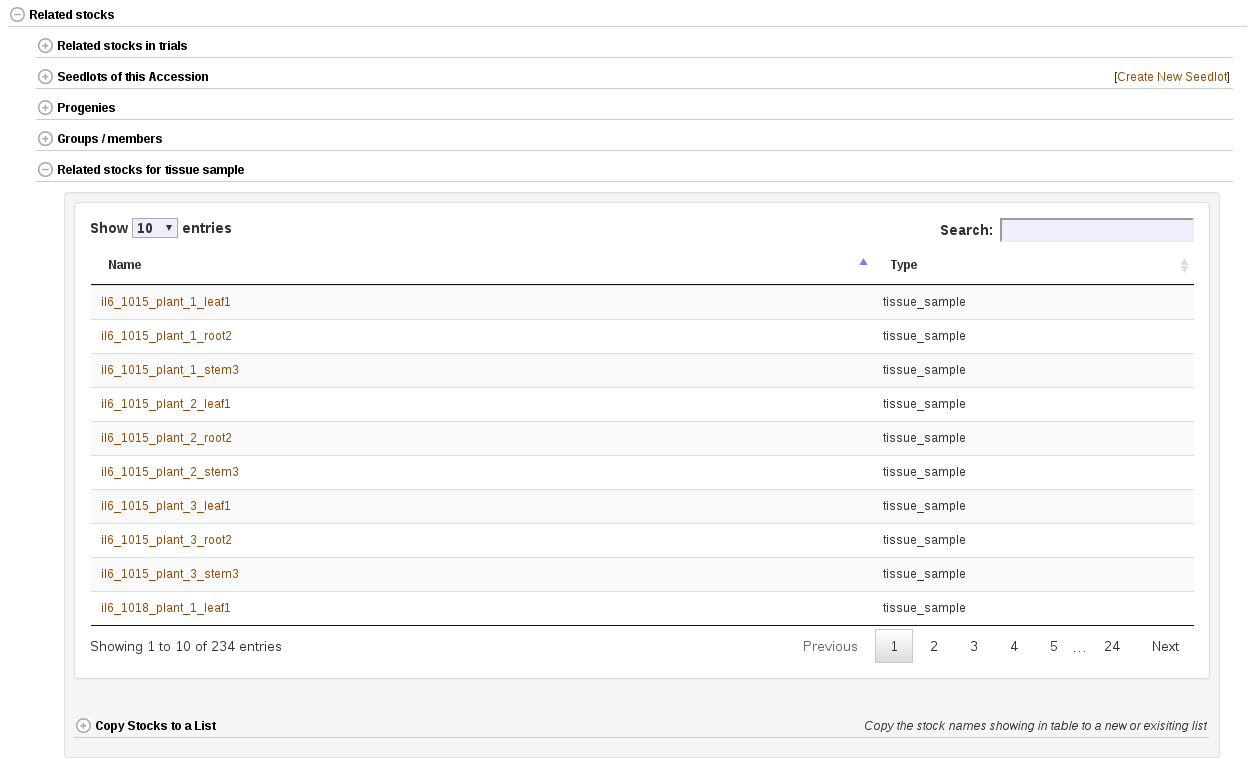 Related stocks
Related stocks in trials
Seedlots of this Accession [Create New Seedlot]
Progenies
Groups / members
Related stocks for tissue sample
Show 10 entries Search:
Name Type
il6_1015_plant_1_leaf1 tissue_sample
il6_1015_plant_1_root2 tissue_sample
il6_1015_plant_1_stem3 tissue_sample
il6_1015_plant_2_leaf1 tissue_sample
il6_1015_plant_2_root2 tissue_sample
il6_1015_plant_2_stem3 tissue_sample
il6_1015_plant_3_leaf1 tissue_sample
il6_1015_plant_3_root2 tissue_sample
il6_1015_plant_3_stem3 tissue_sample
il6_1018_plant_1_leaf1 tissue_sample
Showing 1 to 10 of 234 entries Previous 1 2 3 4 5 … 24 Next
Copy Stocks to a List Copy the stock names showing in table to a new or exisiting list